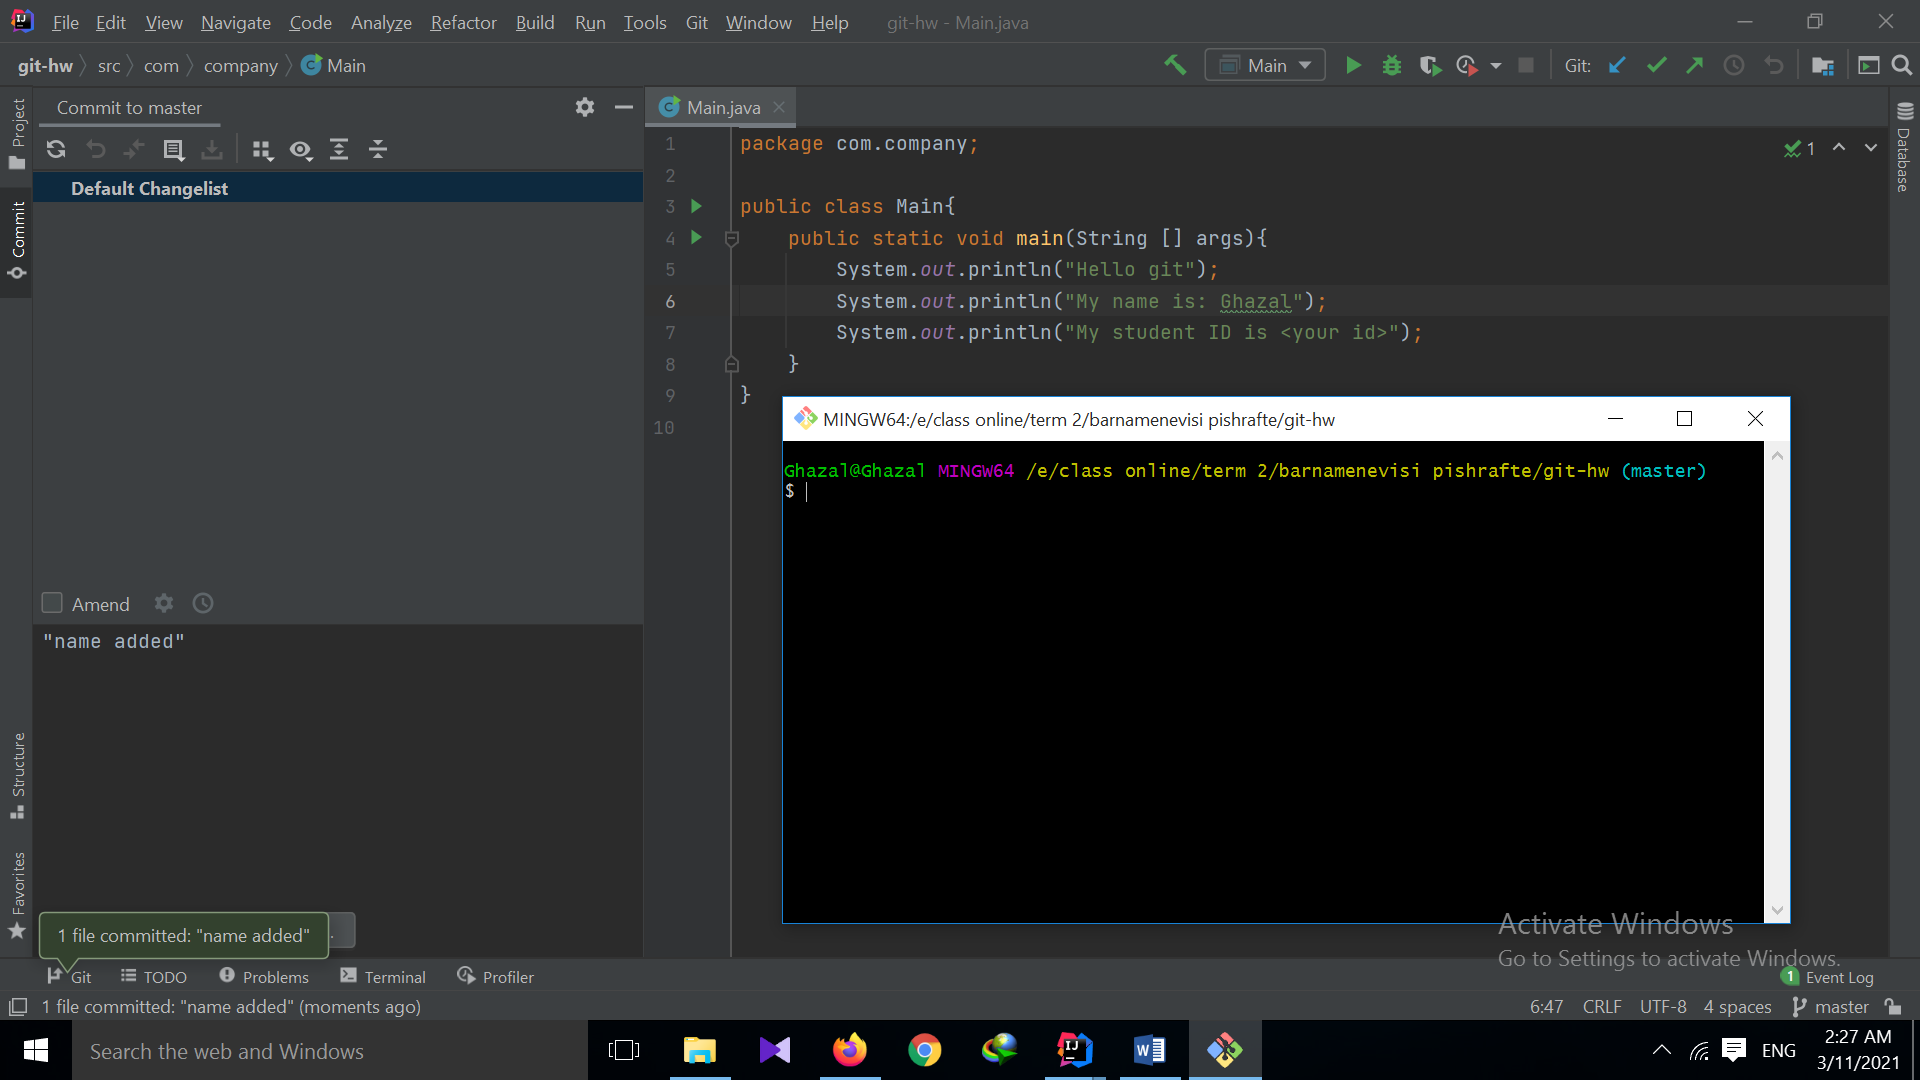 File Edit View Navigate Code Analyze Refactor Build Run Tools Git Window Help git-hw - Main.java
git-hw src com company Main
Main
Git:
Project
Commit
Structure
Favorites
Commit to master
Default Changelist
Amend
"name added"
1 file committed: "name added"
Main.java
1 package com.company;
2
3 public class Main{
4 public static void main(String [] args){
5 System.out.println("Hello git");
6 System.out.println("My name is: Ghazal");
7 System.out.println("My student ID is <your id>");
8 }
9 }
10
1
Database
MINGW64:/e/class online/term 2/barnamenevisi pishrafte/git-hw
Ghazal@Ghazal MINGW64 /e/class online/term 2/barnamenevisi pishrafte/git-hw (master)
$
Activate Windows
Go to Settings to activate Windows.
Git TODO Problems Terminal Profiler
1 Event Log
1 file committed: "name added" (moments ago)
6:47 CRLF UTF-8 4 spaces master
Search the web and Windows
ENG
2:27 AM
3/11/2021